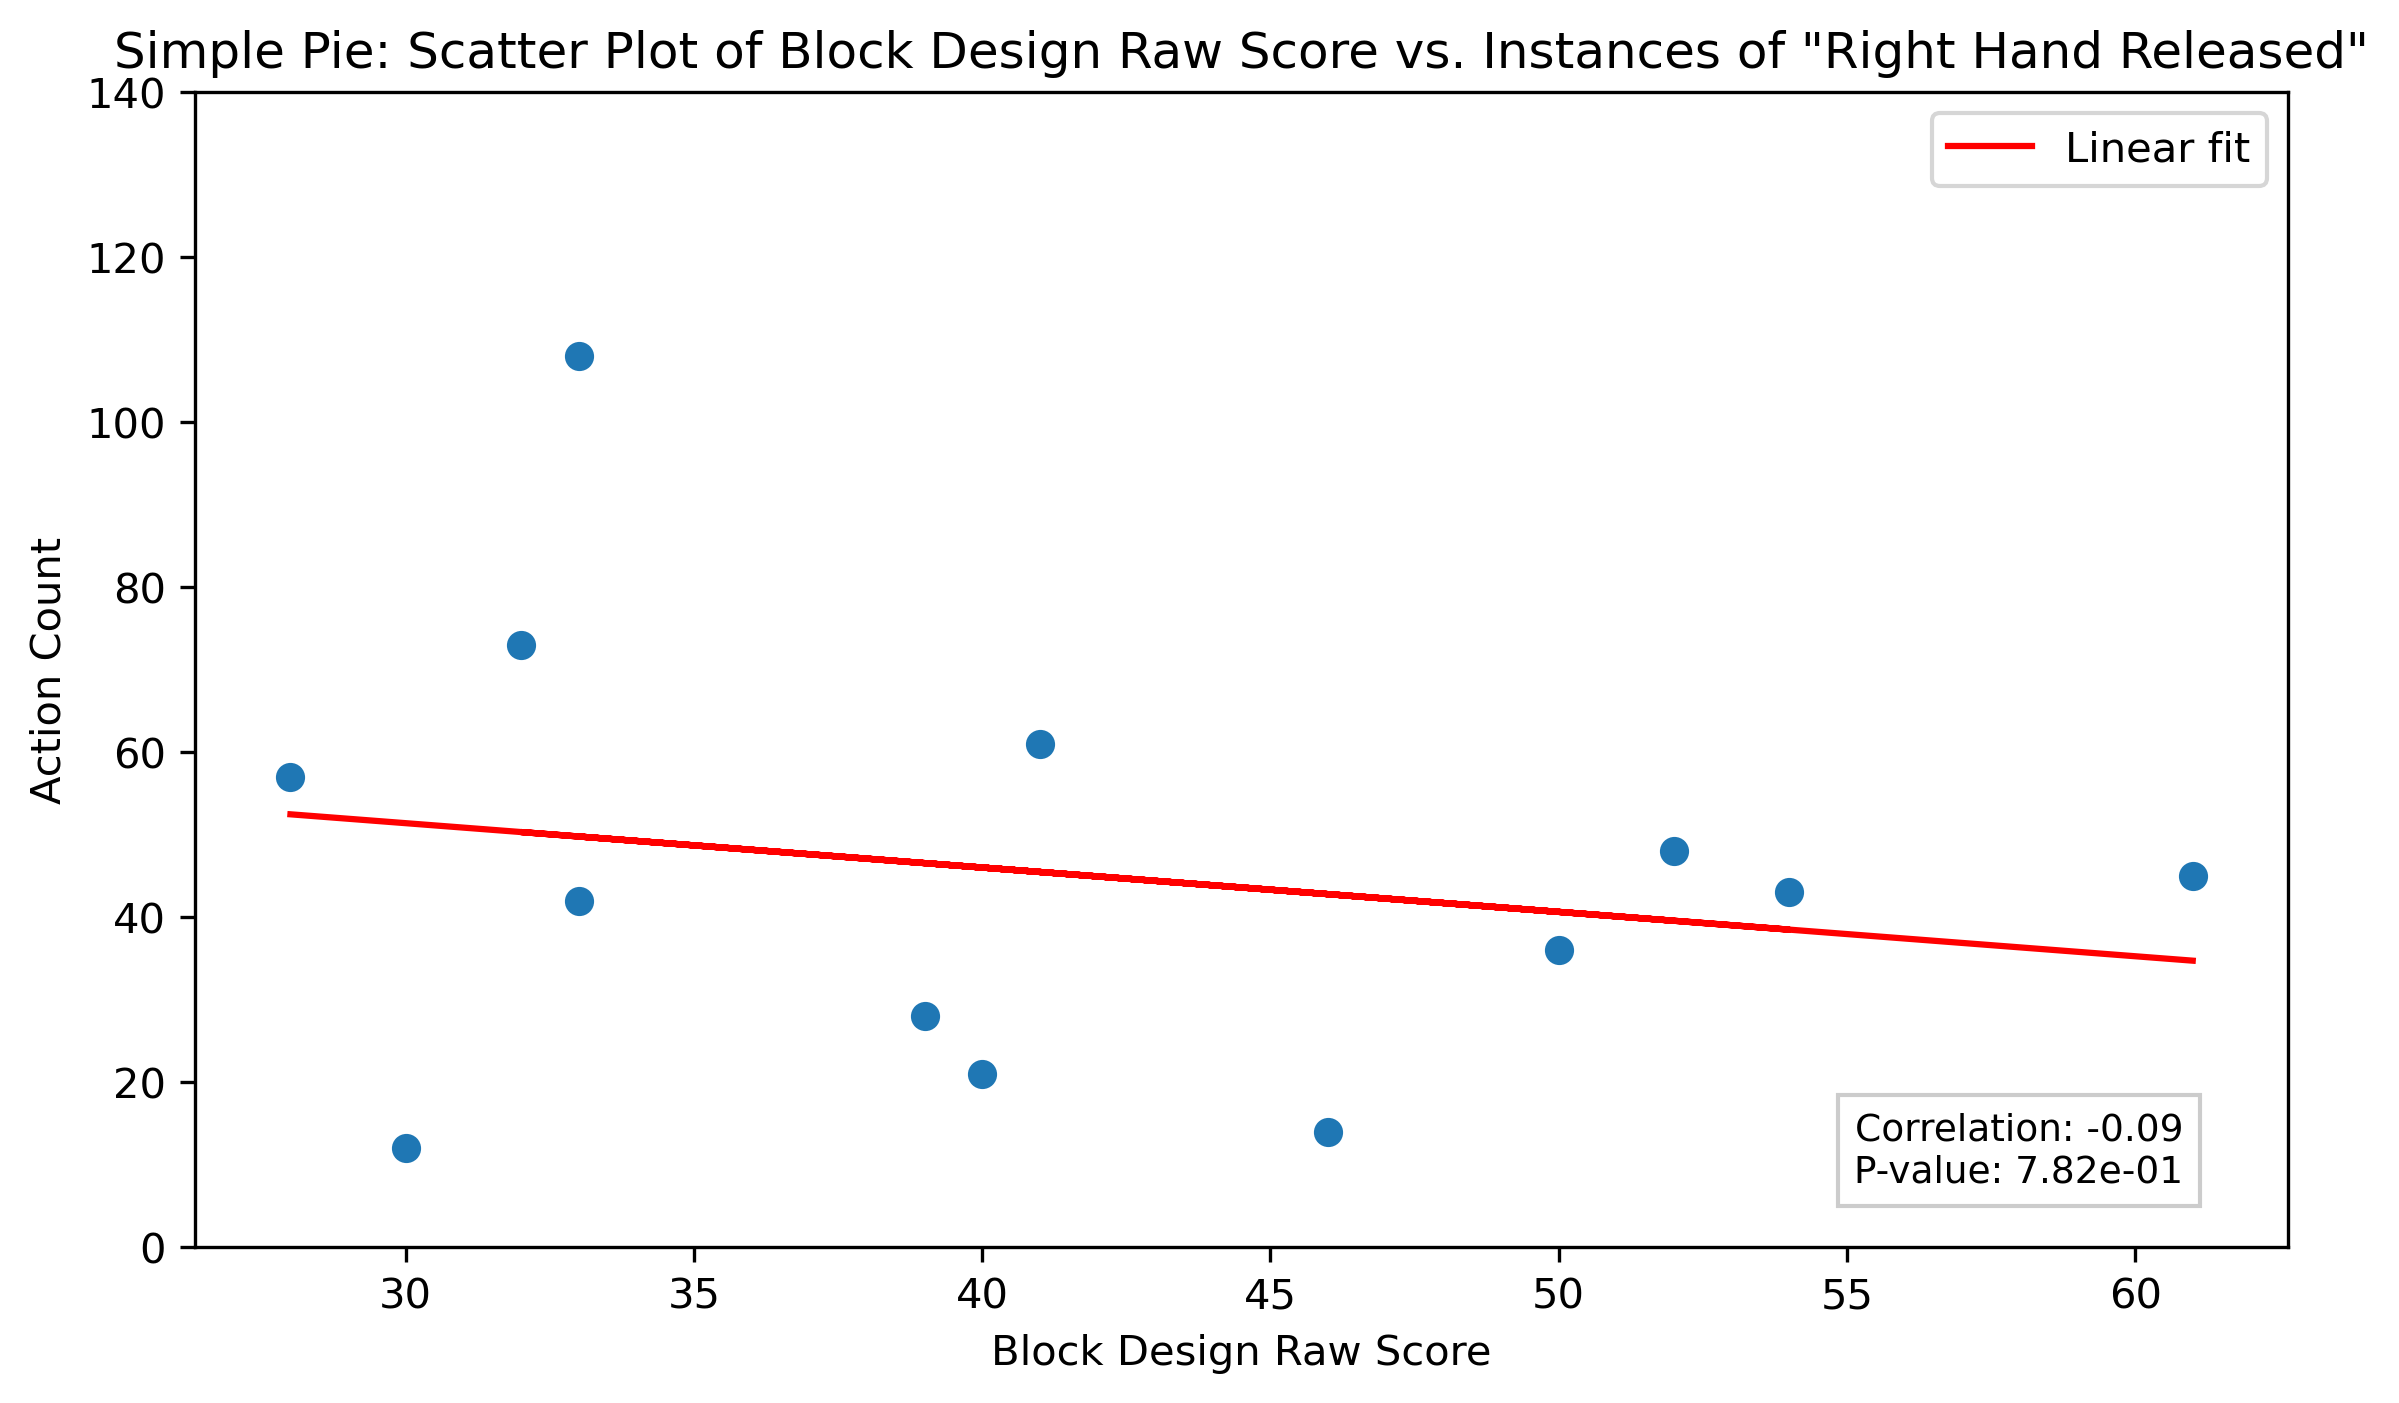 Simple Pie: Scatter Plot of Block Design Raw Score vs. Instances of "Right Hand Released"
140
120
100
80
60
40
20
0
Action Count
Linear fit
Correlation: -0.09
P-value: 7.82e-01
30 35 40 45 50 55 60
Block Design Raw Score